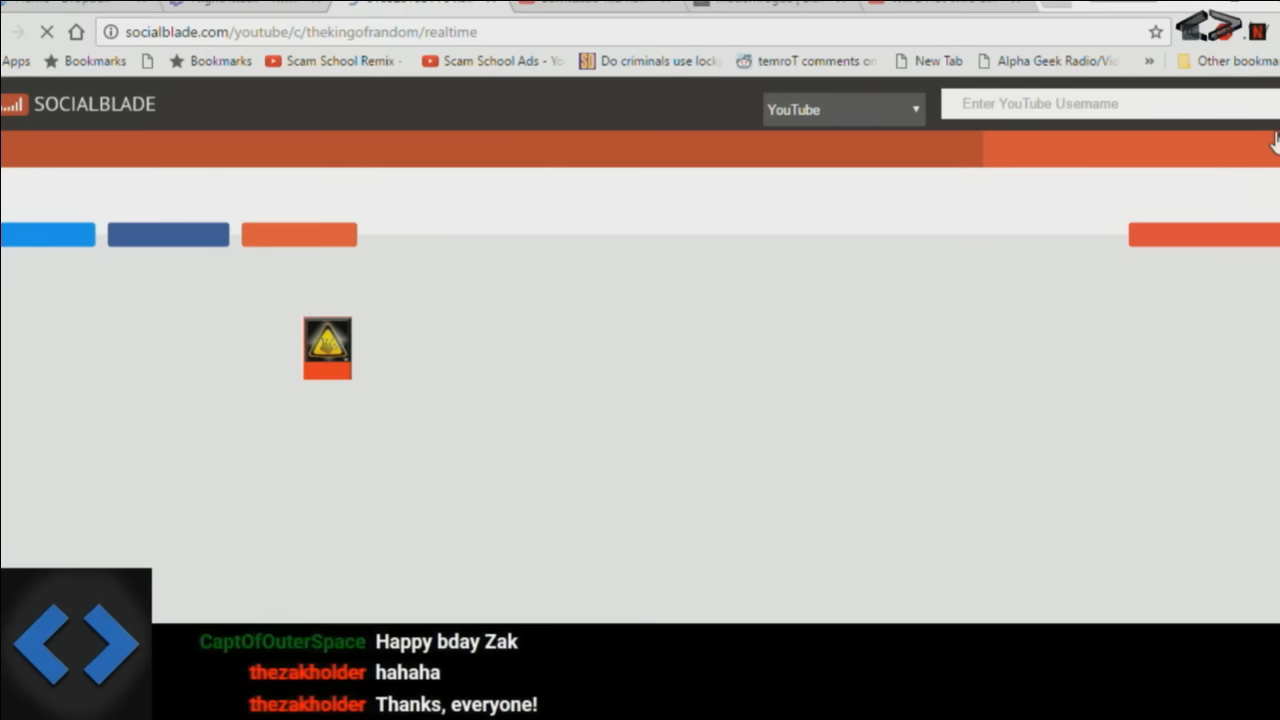 socialblade.com/youtube/c/thekingofrandom/realtime
Apps Bookmarks Bookmarks Scam School Remix - Scam School Ads - Yo Do criminals use lock temroT comments on New Tab Alpha Geek Radio/Vid » Other bookma
SOCIALBLADE YouTube Enter YouTube Username
CaptOfOuterSpace Happy bday Zak
thezakholder hahaha
thezakholder Thanks, everyone!